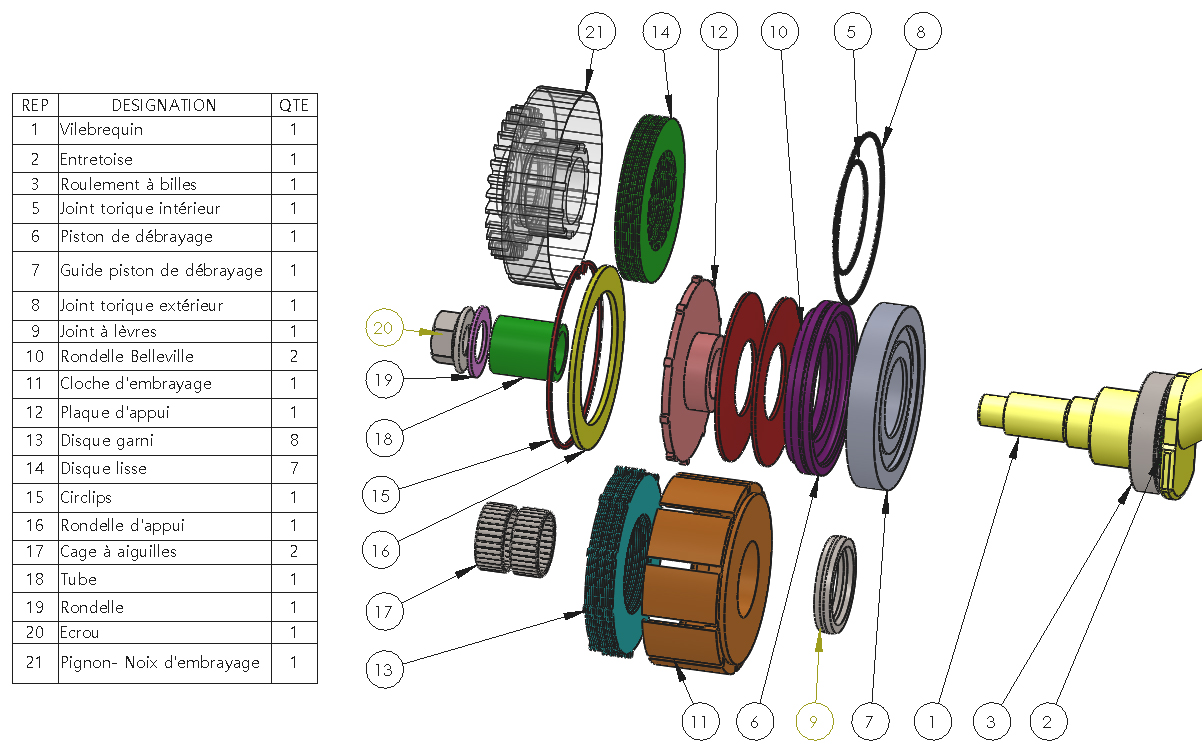 21 14 12 10 5 8
REP DESIGNATION QTE
1 Vilebrequin 1
2 Entretoise 1
3 Roulement à billes 1
5 Joint torique intérieur 1
6 Piston de débrayage 1
7 Guide piston de débrayage 1
8 Joint torique extérieur 1
9 Joint à lèvres 1
10 Rondelle Belleville 2
11 Cloche d'embrayage 1
12 Plaque d'appui 1
13 Disque garni 8
14 Disque lisse 7
15 Circlips 1
16 Rondelle d'appui 1
17 Cage à aiguilles 2
18 Tube 1
19 Rondelle 1
20 Ecrou 1
21 Pignon- Noix d'embrayage 1
20
19
18
15
16
17
13
11 6 9 7 1 3 2